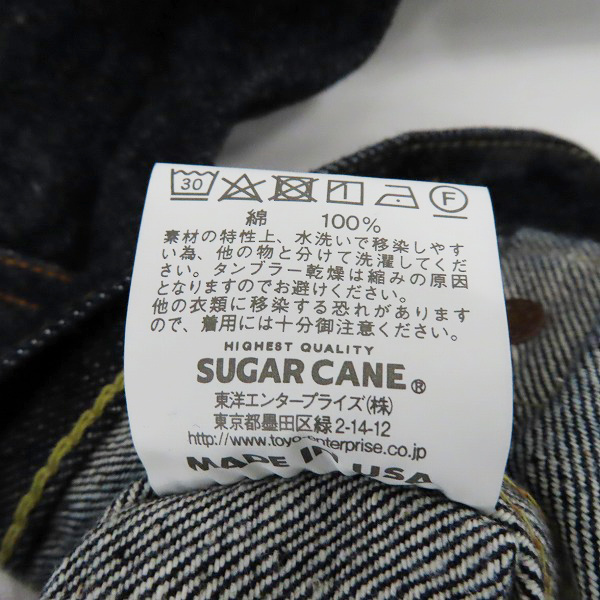 30 F
綿 100%
素材の特性上、水洗いで移染しやす
い為、他の物と分けて洗濯してくだ
さい。タンブラー乾燥は縮みの原因
となりますのでお避けください。
他の衣類に移染する恐れがあります
ので、着用には十分御注意ください。
HIGHEST QUALITY
SUGAR CANE®
東洋エンタープライズ(株)
東京都墨田区緑2-14-12
http://www.toyoenterprise.co.jp
MADE IN USA